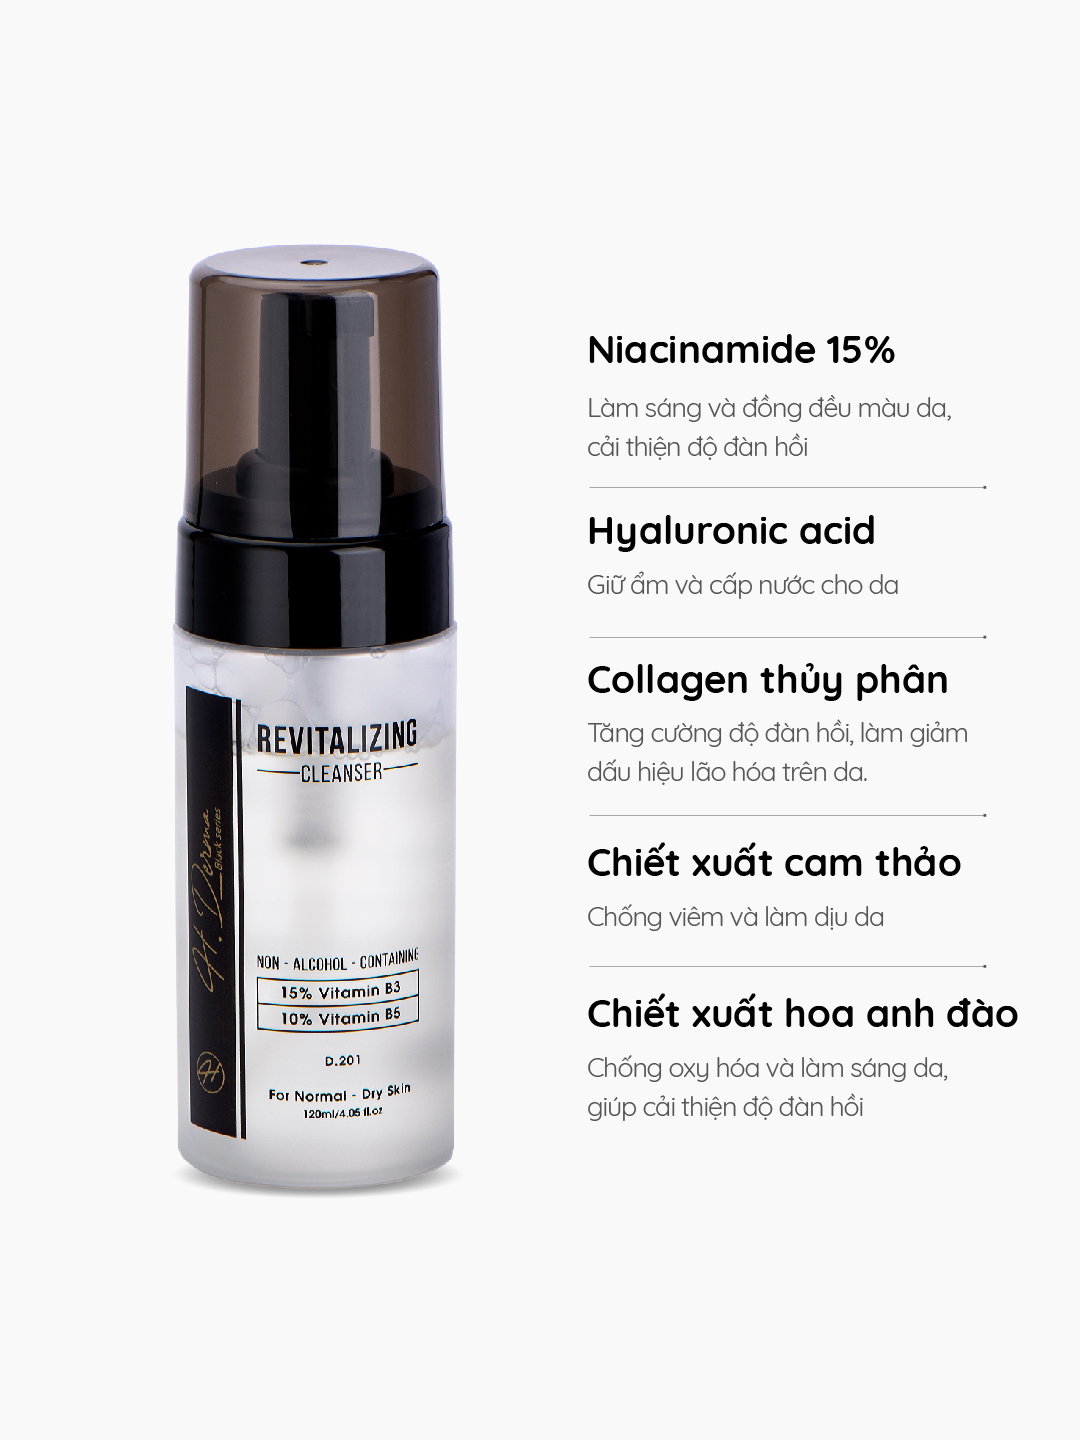 REVITALIZING
CLEANSER
H. Derma
Black series
NON - ALCOHOL - CONTAINING
15% Vitamin B3
10% Vitamin B5
D.201
For Normal - Dry Skin
120ml/4.05 fl.oz
Niacinamide 15%
Làm sáng và đồng đều màu da,
cải thiện độ đàn hồi
Hyaluronic acid
Giữ ẩm và cấp nước cho da
Collagen thủy phân
Tăng cường độ đàn hồi, làm giảm
dấu hiệu lão hóa trên da.
Chiết xuất cam thảo
Chống viêm và làm dịu da
Chiết xuất hoa anh đào
Chống oxy hóa và làm sáng da,
giúp cải thiện độ đàn hồi